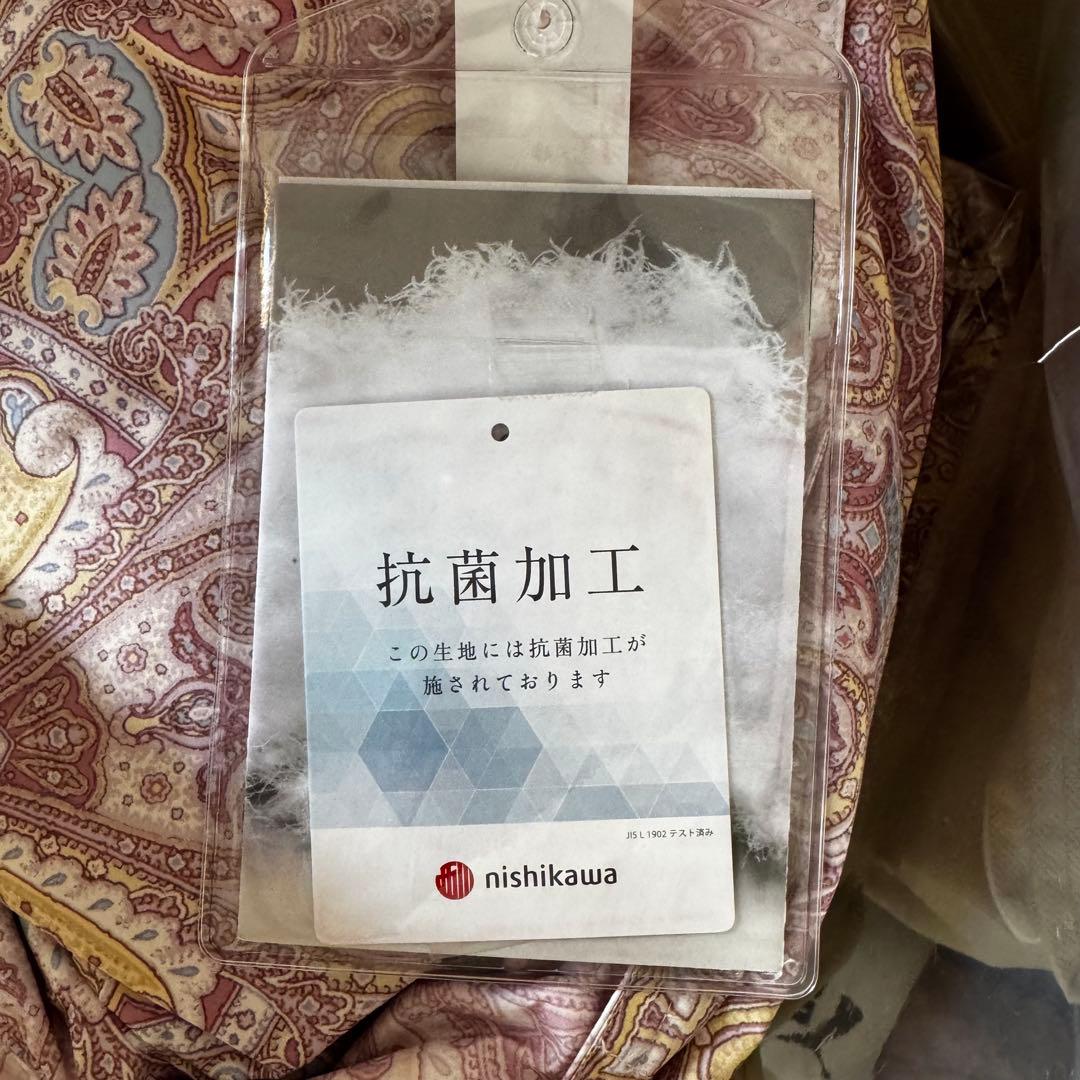 抗菌加工
この生地には抗菌加工が
施されております
JIS L 1902 テスト済み
nishikawa